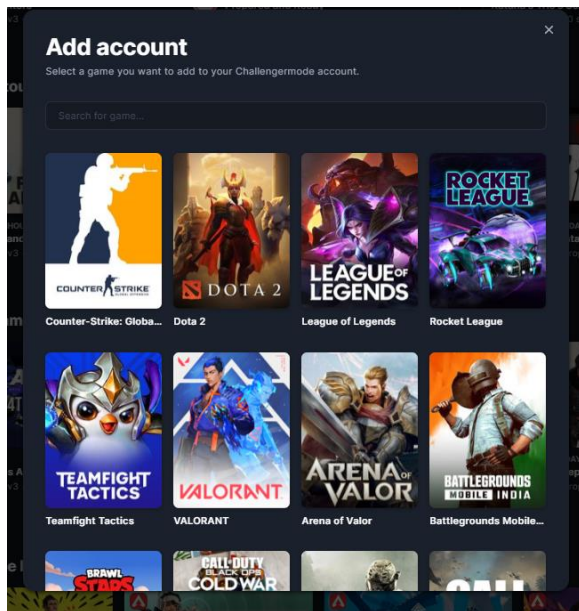 Add account
Select a game you want to add to your Challengermode account.
Search for game...
COUNTER STRIKE
GLOBAL OFFENSIVE
DOTA 2
LEAGUE OF
LEGENDS
ROCKET
LEAGUE
Counter-Strike: Globa...
Dota 2
League of Legends
Rocket League
TEAMFIGHT
TACTICS
VALORANT
ARENA OF
VALOR
BATTLEGROUNDS
MOBILE INDIA
Teamfight Tactics
VALORANT
Arena of Valor
Battlegrounds Mobile...
BRAWL
STARS
CALL OF DUTY
BLACK OPS
COLD WAR
CALL